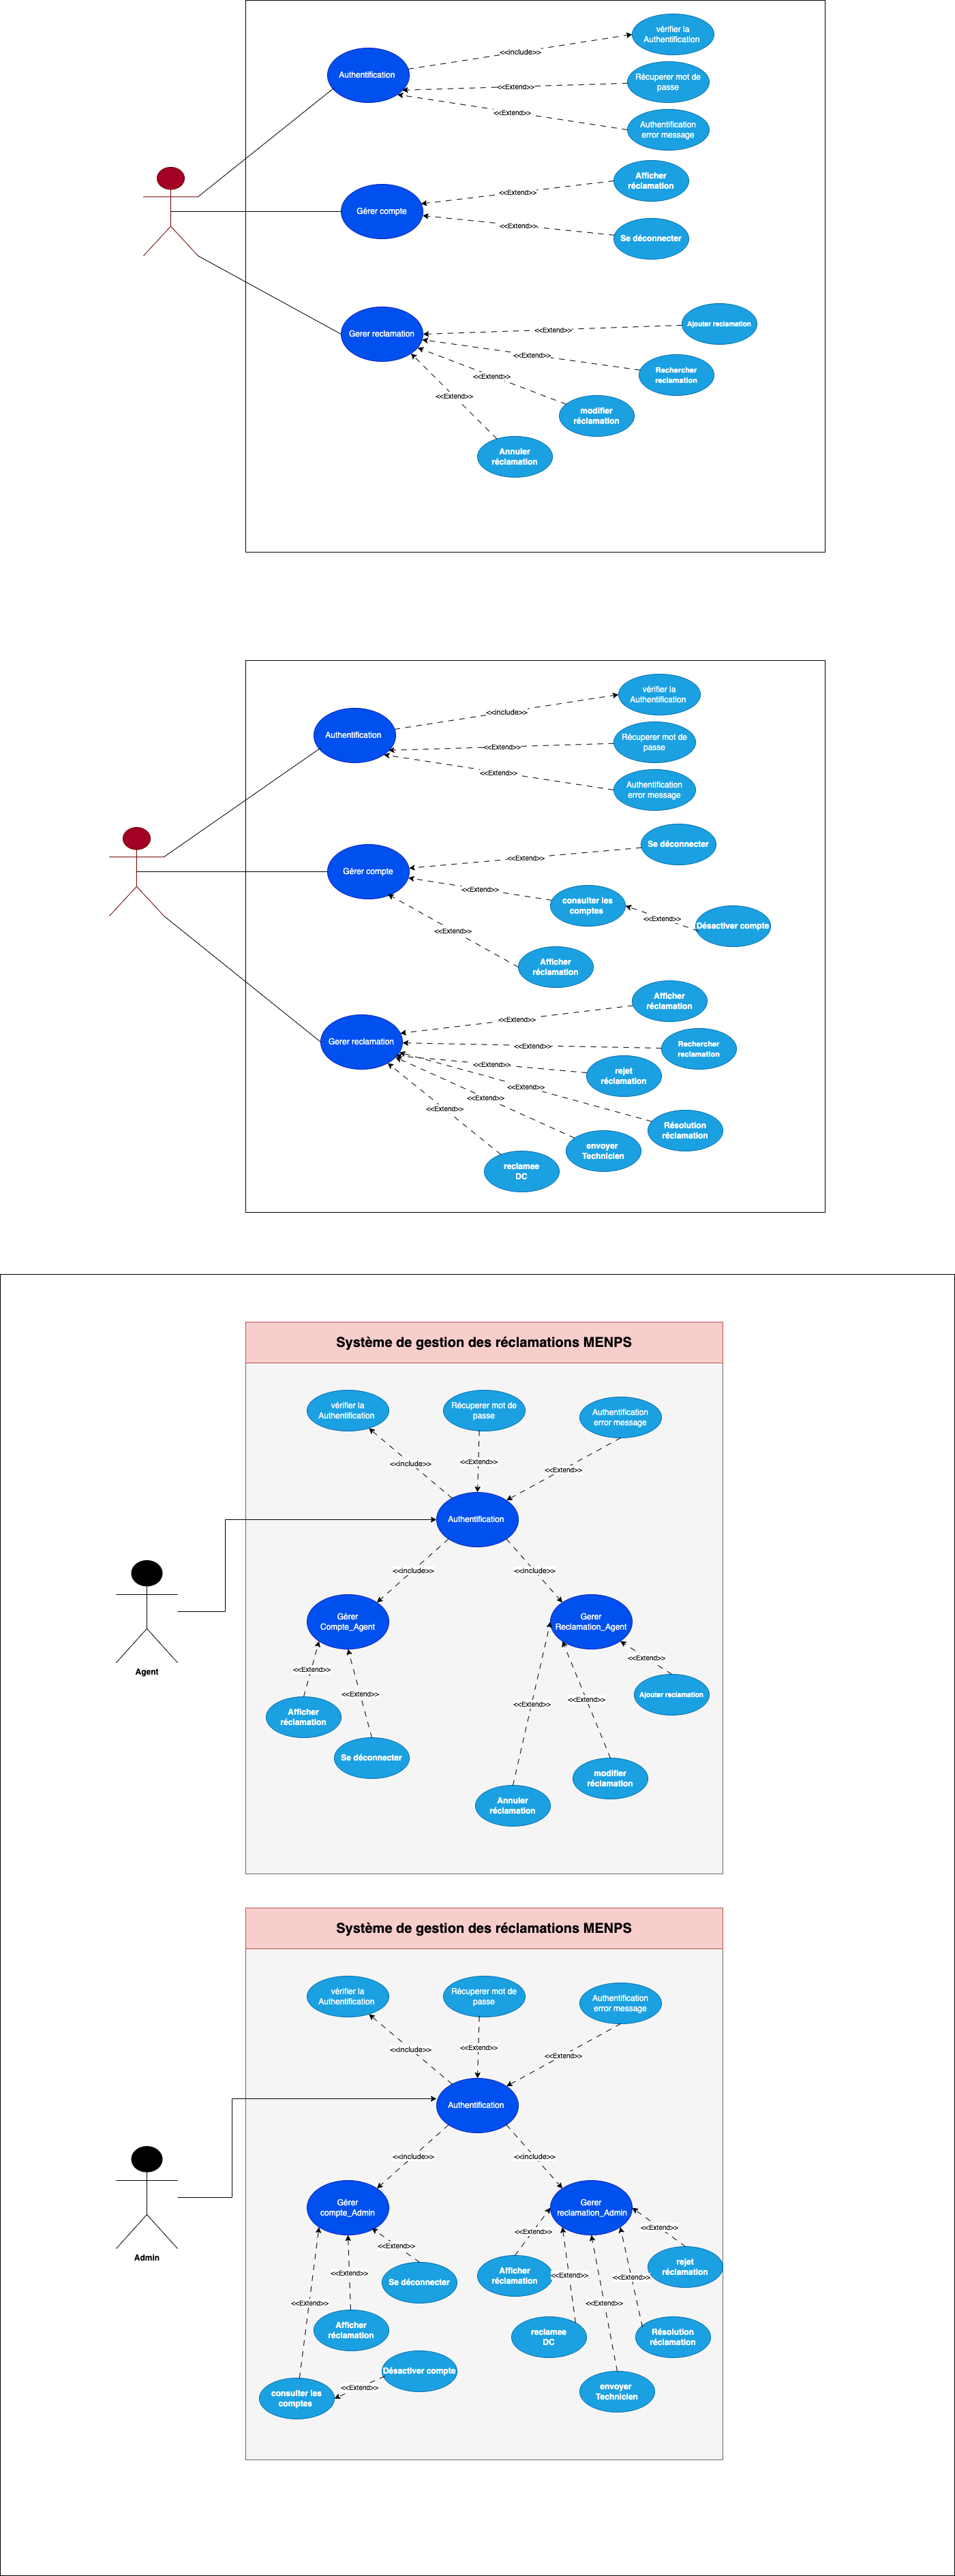 vérifier la
Authentification
<<include>>
Authentification
Récuperer mot de
passe
<<Extend>>
<<Extend>>
Authentification
error message
Afficher
réclamation
<<Extend>>
Gérer compte
<<Extend>>
Se déconnecter
Ajouter reclamation
<<Extend>>
Gerer reclamation
<<Extend>>
Rechercher
reclamation
<<Extend>>
<<Extend>>
modifier
réclamation
Annuler
réclamation
vérifier la
Authentification
<<include>>
Authentification
Récuperer mot de
passe
<<Extend>>
<<Extend>>
Authentification
error message
Se déconnecter
<<Extend>>
Gérer compte
<<Extend>>
consulter les
comptes
<<Extend>>
Désactiver compte
<<Extend>>
Afficher
réclamation
Afficher
réclamation
<<Extend>>
Gerer reclamation
<<Extend>>
Rechercher
reclamation
<<Extend>>
rejet
réclamation
<<Extend>>
<<Extend>>
<<Extend>>
Résolution
réclamation
envoyer
Technicien
reclamee
DC
Système de gestion des réclamations MENPS
vérifier la
Authentification
Récuperer mot de
passe
Authentification
error message
<<include>>
<<Extend>>
<<Extend>>
Authentification
<<include>>
<<include>>
Gérer
Compte_Agent
Gerer
Reclamation_Agent
<<Extend>>
<<Extend>>
Agent
<<Extend>>
<<Extend>>
<<Extend>>
Ajouter reclamation
Afficher
réclamation
Se déconnecter
modifier
réclamation
Annuler
réclamation
Système de gestion des réclamations MENPS
vérifier la
Authentification
Récuperer mot de
passe
Authentification
error message
<<include>>
<<Extend>>
<<Extend>>
Authentification
<<include>>
<<include>>
Gérer
compte_Admin
Gerer
reclamation_Admin
<<Extend>>
<<Extend>>
<<Extend>>
Admin
rejet
réclamation
<<Extend>>
Afficher
réclamation
<<Extend>>
<<Extend>>
Se déconnecter
<<Extend>>
<<Extend>>
Afficher
réclamation
reclamee
DC
Résolution
réclamation
Désactiver compte
<<Extend>>
consulter les
comptes
envoyer
Technicien